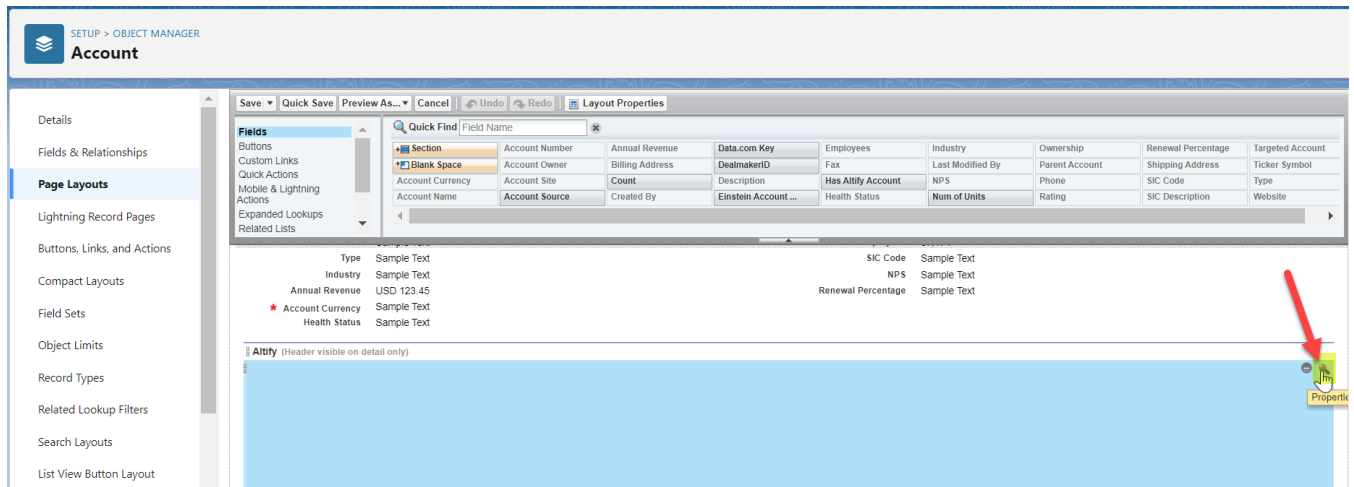 SETUP > OBJECT MANAGER
Account
Details
Fields & Relationships
Page Layouts
Lightning Record Pages
Buttons, Links, and Actions
Compact Layouts
Field Sets
Object Limits
Record Types
Related Lookup Filters
Search Layouts
List View Button Layout
Save Quick Save Preview As... Cancel Undo Redo Layout Properties
Fields
Buttons
Custom Links
Quick Actions
Mobile & Lightning
Actions
Expanded Lookups
Related Lists
Quick Find Field Name
Section Account Number Annual Revenue Data.com Key Employees Industry Ownership Renewal Percentage Targeted Account
Blank Space Account Owner Billing Address DealmakerID Fax Last Modified By Parent Account Shipping Address Ticker Symbol
Account Currency Account Site Count Description Has Altify Account NPS Phone SIC Code Type
Account Name Account Source Created By Einstein Account ... Health Status Num of Units Rating SIC Description Website
Type Sample Text SIC Code Sample Text
Industry Sample Text NPS Sample Text
Annual Revenue USD 123.45 Renewal Percentage Sample Text
* Account Currency Sample Text
Health Status Sample Text
Altify (Header visible on detail only)
Propertie